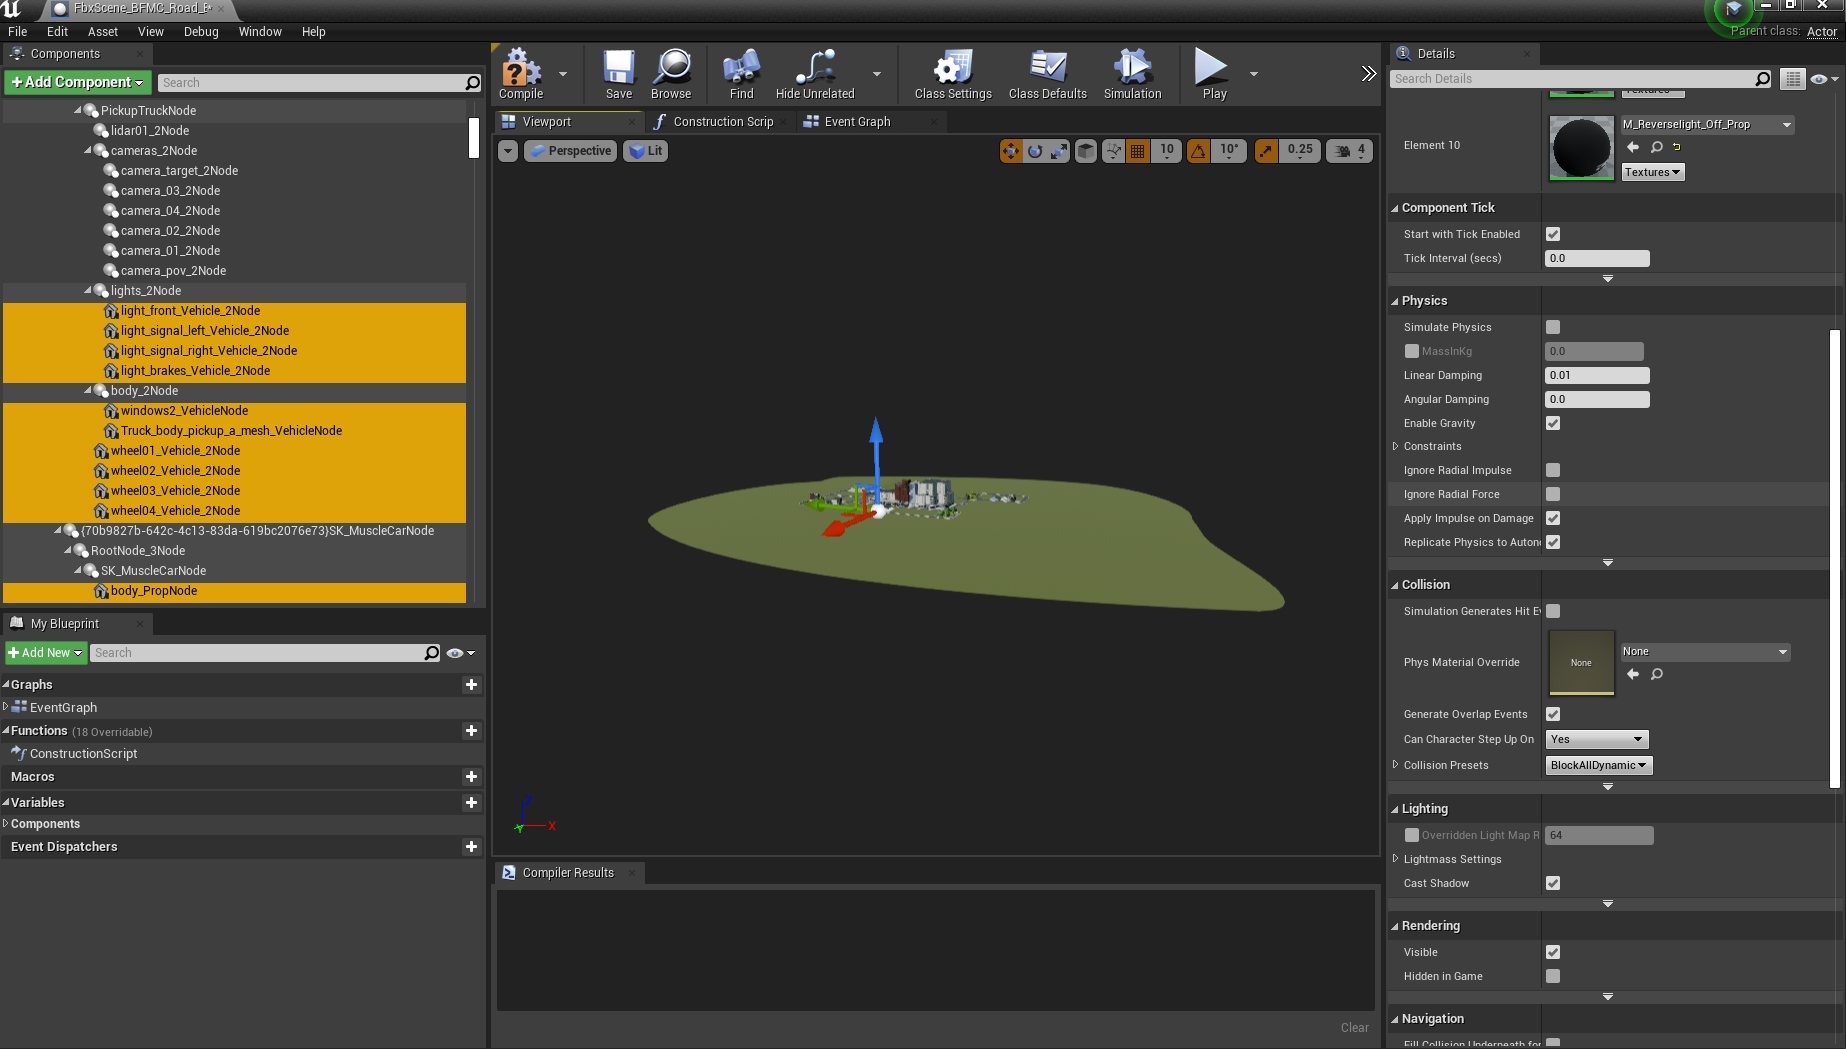 FbxScene_BFMC_Road_B*
File Edit Asset View Debug Window Help
Parent class: Actor
Components
+Add Component
Search
PickupTruckNode
lidar01_2Node
cameras_2Node
camera_target_2Node
camera_03_2Node
camera_04_2Node
camera_02_2Node
camera_01_2Node
camera_pov_2Node
lights_2Node
light_front_Vehicle_2Node
light_signal_left_Vehicle_2Node
light_signal_right_Vehicle_2Node
light_brakes_Vehicle_2Node
body_2Node
windows2_VehicleNode
Truck_body_pickup_a_mesh_VehicleNode
wheel01_Vehicle_2Node
wheel02_Vehicle_2Node
wheel03_Vehicle_2Node
wheel04_Vehicle_2Node
{70b9827b-642c-4c13-83da-619bc2076e73}SK_MuscleCarNode
RootNode_3Node
SK_MuscleCarNode
body_PropNode
My Blueprint
+Add New
Search
Graphs
EventGraph
Functions (18 Overridable)
ConstructionScript
Macros
Variables
Components
Event Dispatchers
Compile Save Browse Find Hide Unrelated Class Settings Class Defaults Simulation Play
Viewport Construction Scrip Event Graph
Perspective Lit 10 10° 0.25 4
Z
X
Y
Compiler Results
Clear
Details
Search Details
Textures
Element 10
M_Reverselight_Off_Prop
Textures
Component Tick
Start with Tick Enabled
Tick Interval (secs) 0.0
Physics
Simulate Physics
MassInKg 0.0
Linear Damping 0.01
Angular Damping 0.0
Enable Gravity
Constraints
Ignore Radial Impulse
Ignore Radial Force
Apply Impulse on Damage
Replicate Physics to Auton
Collision
Simulation Generates Hit Ev
Phys Material Override None None
Generate Overlap Events
Can Character Step Up On Yes
Collision Presets BlockAllDynamic
Lighting
Overridden Light Map R 64
Lightmass Settings
Cast Shadow
Rendering
Visible
Hidden in Game
Navigation
Fill Collision Underneath for